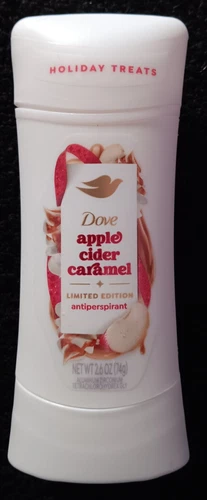 HOLIDAY TREATS
Dove
apple
cider
caramel
LIMITED EDITION
antiperspirant
NET WT 2.6 OZ (74g)